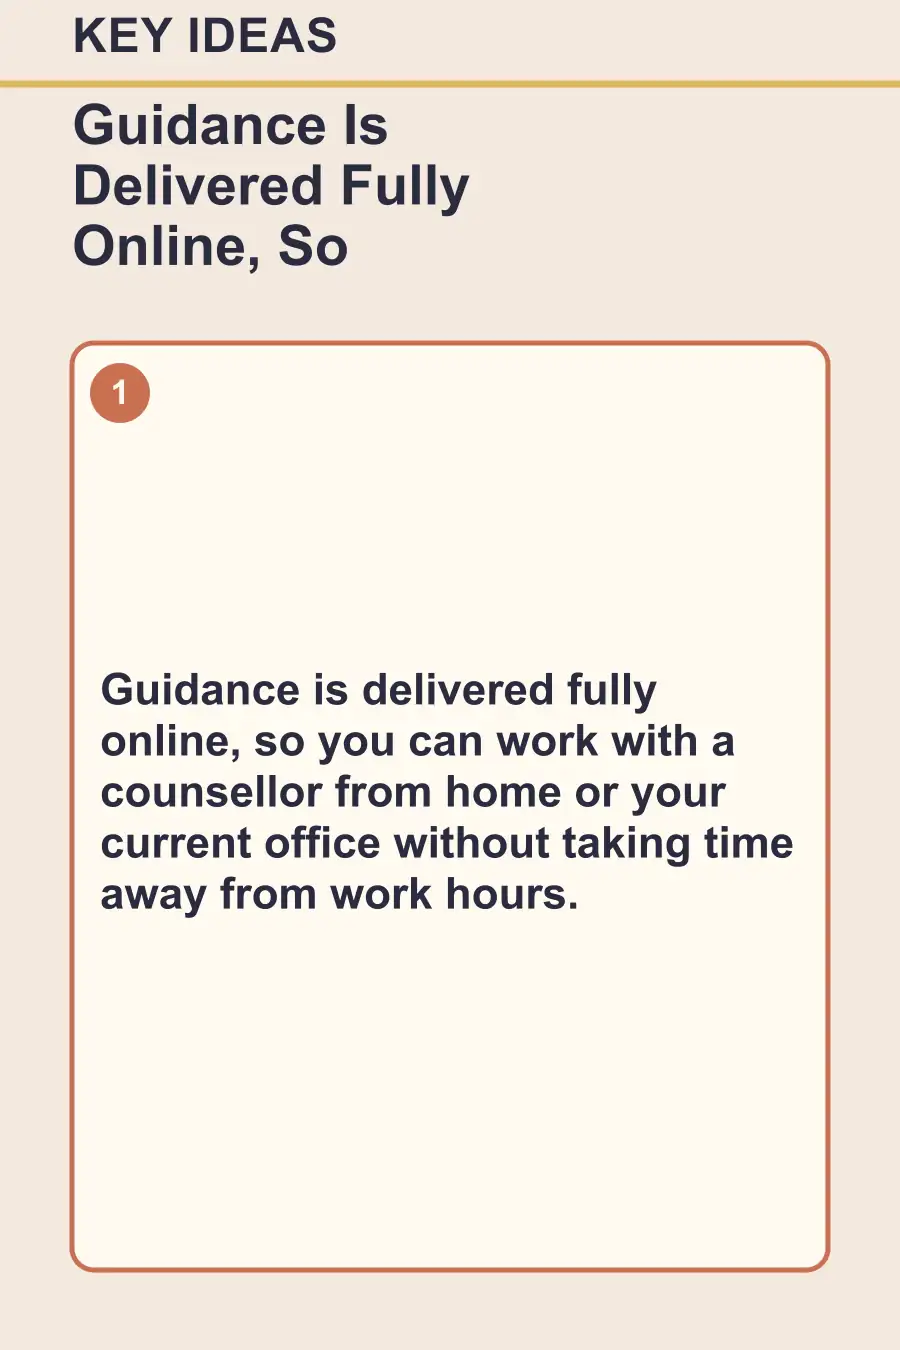 KEY IDEAS
Guidance Is
Delivered Fully
Online, So
1
Guidance is delivered fully
online, so you can work with a
counsellor from home or your
current office without taking time
away from work hours.